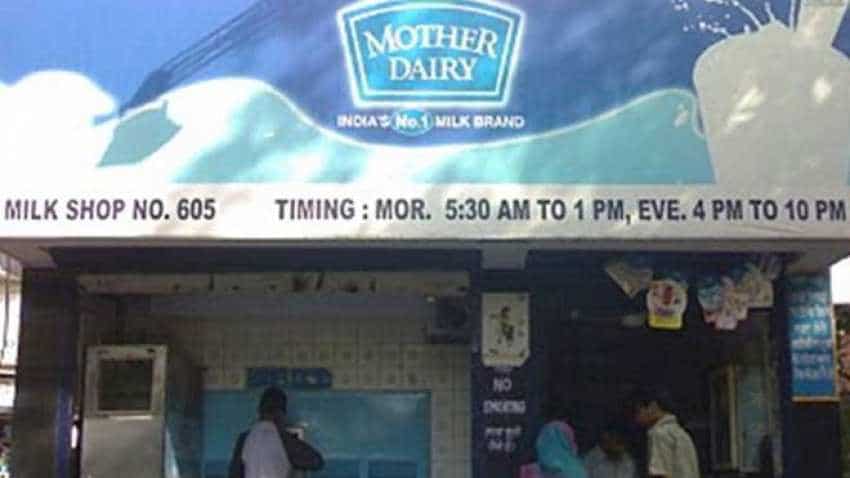 MOTHER
DAIRY
INDIA'S No.1 MILK BRAND
MILK SHOP NO. 605 TIMING : MOR. 5:30 AM TO 1 PM, EVE. 4 PM TO 10 PM
NO
SMOKING